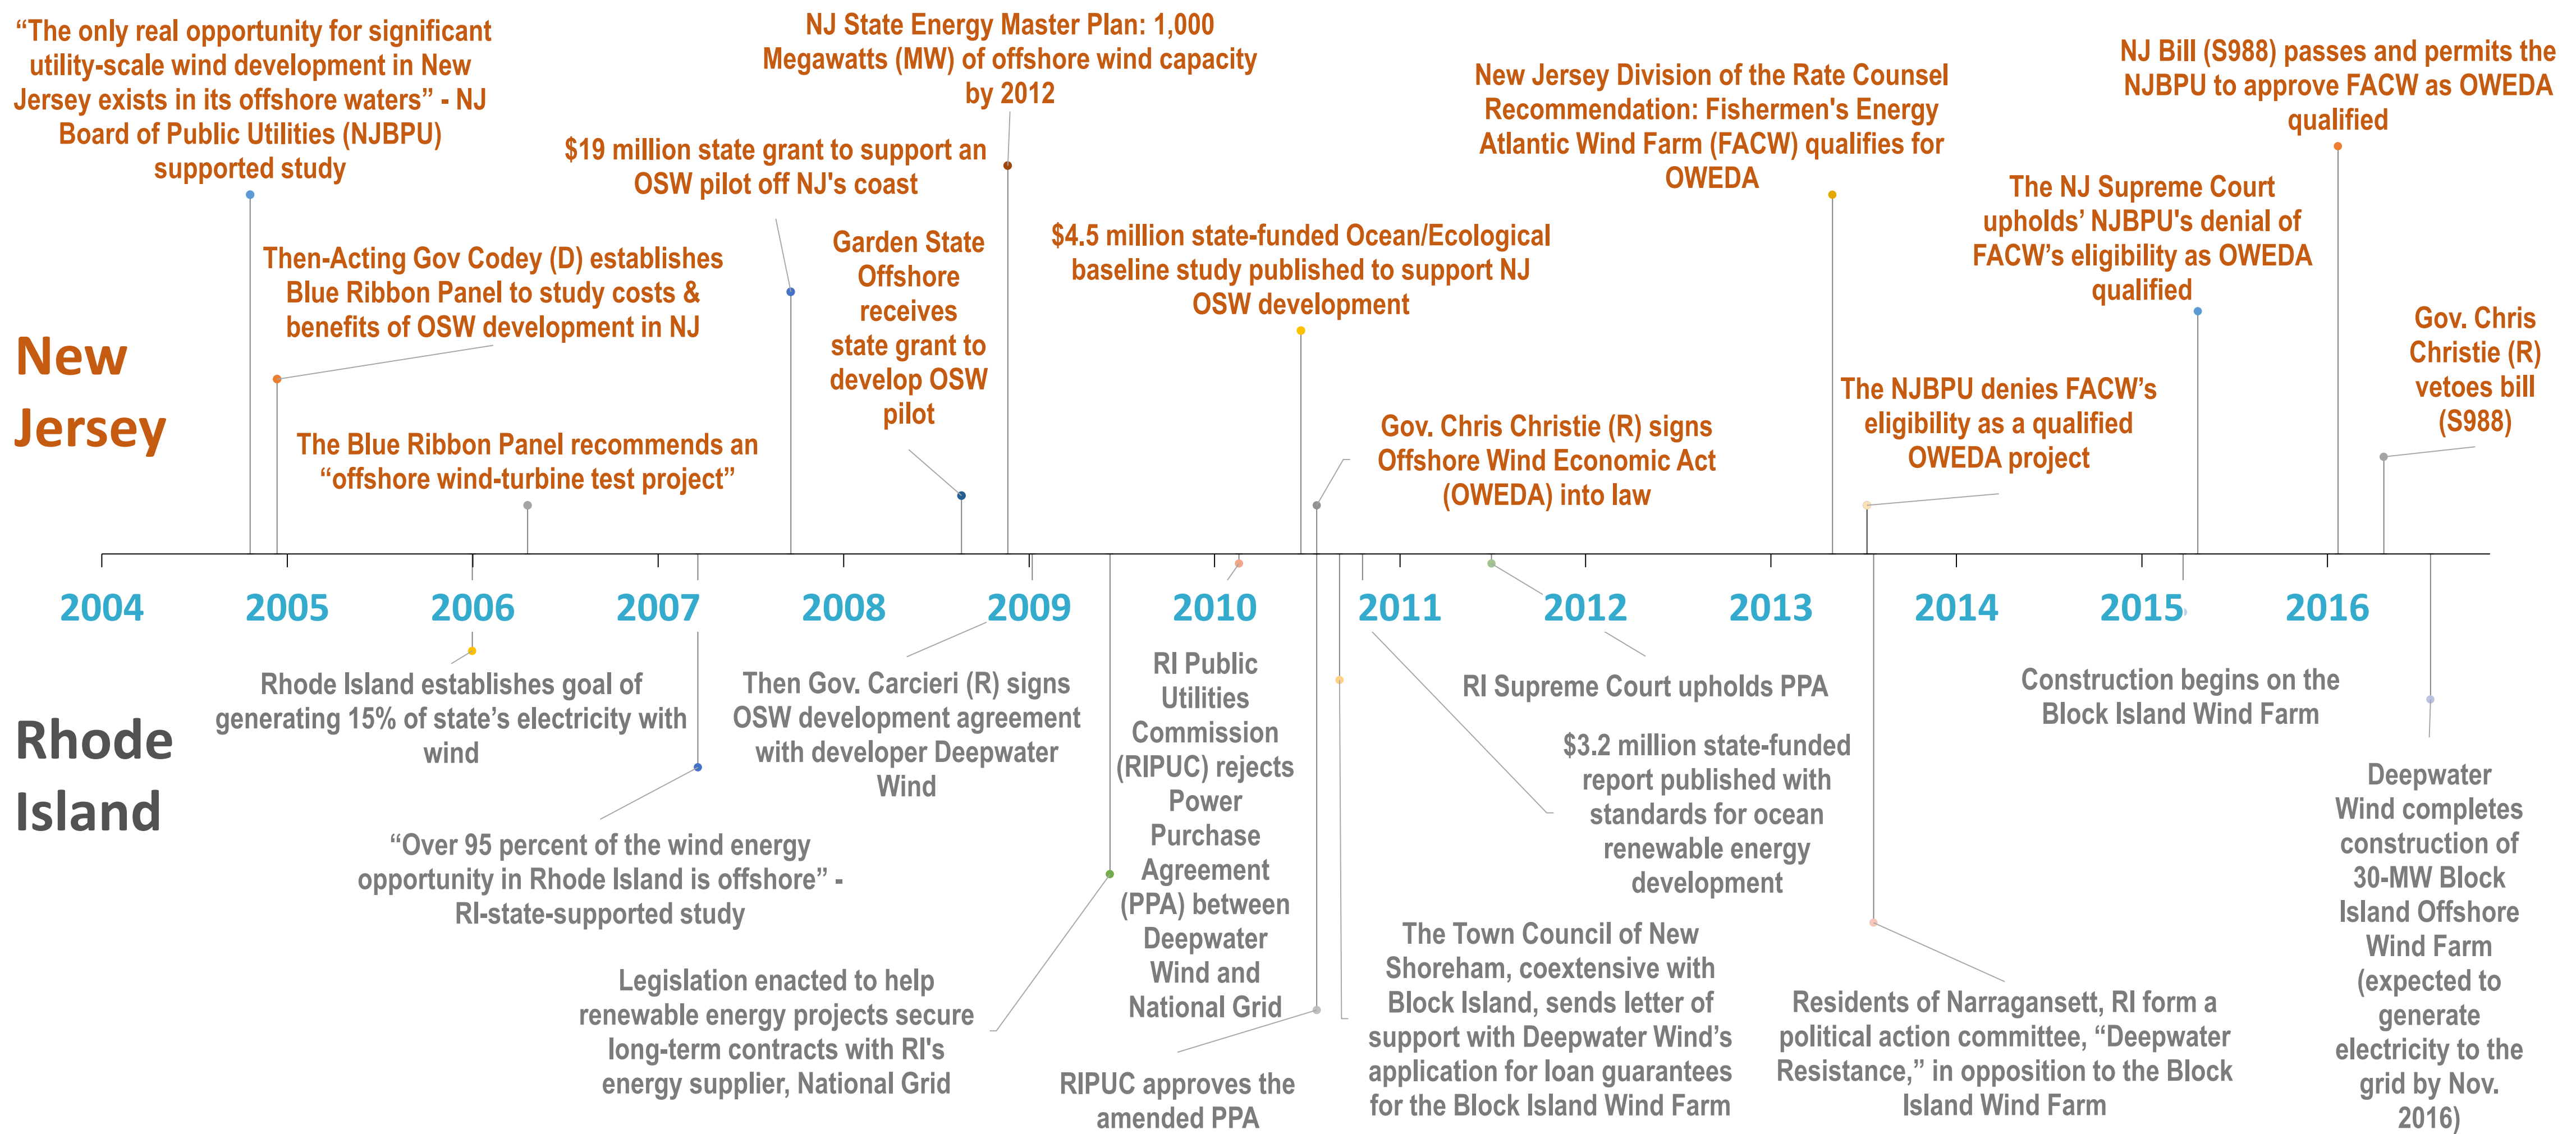 “The only real opportunity for significant
utility-scale wind development in New
Jersey exists in its offshore waters” - NJ
Board of Public Utilities (NJBPU)
supported study
NJ State Energy Master Plan: 1,000
Megawatts (MW) of offshore wind capacity
by 2012
$19 million state grant to support an
OSW pilot off NJ's coast
New Jersey Division of the Rate Counsel
Recommendation: Fishermen's Energy
Atlantic Wind Farm (FACW) qualifies for
OWEDA
NJ Bill (S988) passes and permits the
NJBPU to approve FACW as OWEDA
qualified
Then-Acting Gov Codey (D) establishes
Blue Ribbon Panel to study costs &
benefits of OSW development in NJ
Garden State
Offshore
receives
state grant to
develop OSW
pilot
$4.5 million state-funded Ocean/Ecological
baseline study published to support NJ
OSW development
The NJ Supreme Court
upholds’ NJBPU's denial of
FACW’s eligibility as OWEDA
qualified
Gov. Chris
Christie (R)
vetoes bill
(S988)
New
Jersey
The Blue Ribbon Panel recommends an
“offshore wind-turbine test project”
Gov. Chris Christie (R) signs
Offshore Wind Economic Act
(OWEDA) into law
The NJBPU denies FACW’s
eligibility as a qualified
OWEDA project
2004 2005 2006 2007 2008 2009 2010 2011 2012 2013 2014 2015 2016
Rhode
Island
Rhode Island establishes goal of
generating 15% of state’s electricity with
wind
Then Gov. Carcieri (R) signs
OSW development agreement
with developer Deepwater
Wind
RI Public
Utilities
Commission
(RIPUC) rejects
Power
Purchase
Agreement
(PPA) between
Deepwater
Wind and
National Grid
RI Supreme Court upholds PPA
Construction begins on the
Block Island Wind Farm
$3.2 million state-funded
report published with
standards for ocean
renewable energy
development
“Over 95 percent of the wind energy
opportunity in Rhode Island is offshore” -
RI-state-supported study
Deepwater
Wind completes
construction of
30-MW Block
Island Offshore
Wind Farm
(expected to
generate
electricity to the
grid by Nov.
2016)
Legislation enacted to help
renewable energy projects secure
long-term contracts with RI's
energy supplier, National Grid
RIPUC approves the
amended PPA
The Town Council of New
Shoreham, coextensive with
Block Island, sends letter of
support with Deepwater Wind’s
application for loan guarantees
for the Block Island Wind Farm
Residents of Narragansett, RI form a
political action committee, “Deepwater
Resistance,” in opposition to the Block
Island Wind Farm